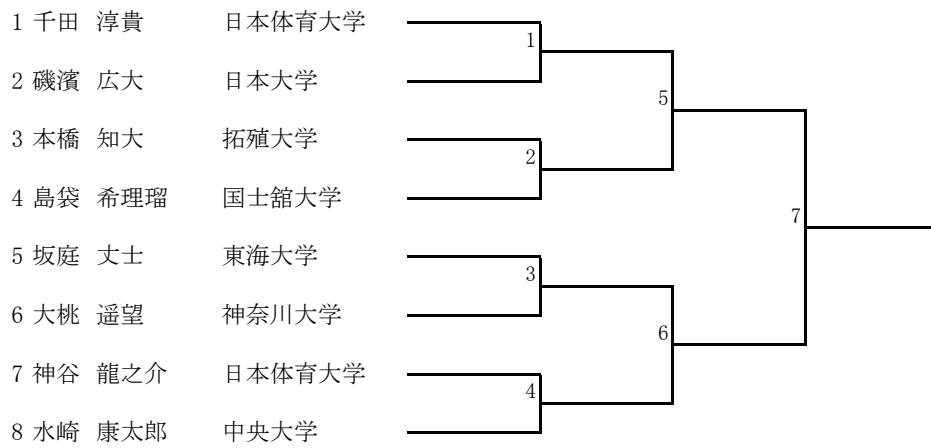 1 千田 淳貴 日本体育大学
1
2 磯濱 広大 日本大学
5
3 本橋 知大 拓殖大学
2
4 島袋 希理瑠 国士舘大学
7
5 坂庭 丈士 東海大学
3
6 大桃 遥望 神奈川大学
6
7 神谷 龍之介 日本体育大学
4
8 水崎 康太郎 中央大学